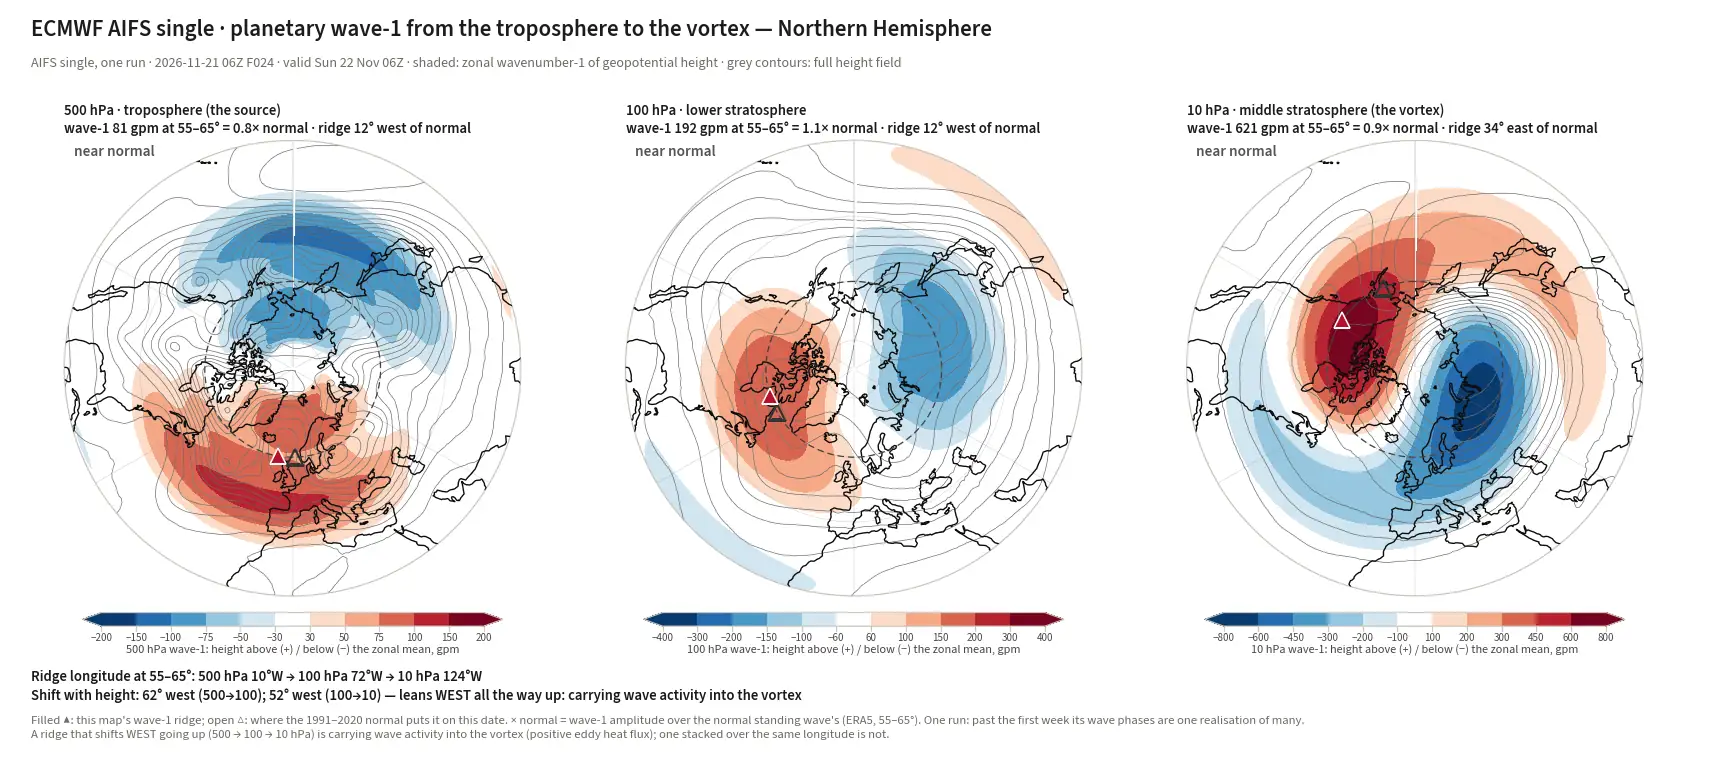 ECMWF AIFS single · planetary wave-1 from the troposphere to the vortex — Northern Hemisphere
AIFS single, one run · 2026-11-21 06Z F024 · valid Sun 22 Nov 06Z · shaded: zonal wavenumber-1 of geopotential height · grey contours: full height field
500 hPa · troposphere (the source)
wave-1 81 gpm at 55–65° = 0.8× normal · ridge 12° west of normal
near normal
100 hPa · lower stratosphere
wave-1 192 gpm at 55–65° = 1.1× normal · ridge 12° west of normal
near normal
10 hPa · middle stratosphere (the vortex)
wave-1 621 gpm at 55–65° = 0.9× normal · ridge 34° east of normal
near normal
−200 −150 −100 −75 −50 −30 30 50 75 100 150 200
500 hPa wave-1: height above (+) / below (−) the zonal mean, gpm
−400 −300 −200 −150 −100 −60 60 100 150 200 300 400
100 hPa wave-1: height above (+) / below (−) the zonal mean, gpm
−800 −600 −450 −300 −200 −100 100 200 300 450 600 800
10 hPa wave-1: height above (+) / below (−) the zonal mean, gpm
Ridge longitude at 55–65°: 500 hPa 10°W → 100 hPa 72°W → 10 hPa 124°W
Shift with height: 62° west (500→100); 52° west (100→10) — leans WEST all the way up: carrying wave activity into the vortex
Filled ▲: this map's wave-1 ridge; open △: where the 1991–2020 normal puts it on this date. × normal = wave-1 amplitude over the normal standing wave's (ERA5, 55–65°). One run: past the first week its wave phases are one realisation of many.
A ridge that shifts WEST going up (500 → 100 → 10 hPa) is carrying wave activity into the vortex (positive eddy heat flux); one stacked over the same longitude is not.